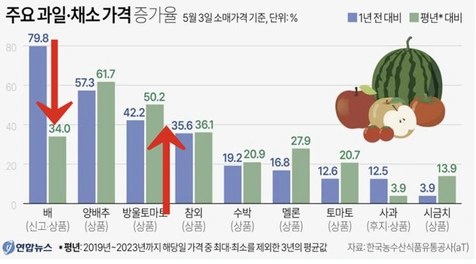 주요 과일·채소 가격 증가율 5월 3일 소매가격 기준, 단위: %
1년 전 대비 평년* 대비
80
60
40
20
0
79.8 34.0
57.3 61.7
42.2 50.2
35.6 36.1
19.2 20.9
16.8 27.9
12.6 20.7
12.5 3.9
3.9 13.9
배 양배추 방울토마토 참외 수박 멜론 토마토 사과 시금치
(신고·상품) (상품) (상품) (상품) (상품) (상품) (상품) (후지·상품) (상품)
연합뉴스 *평년: 2019년~2023년까지 해당일 가격 중 최대·최소를 제외한 3년의 평균값 자료: 한국농수산식품유통공사(aT)